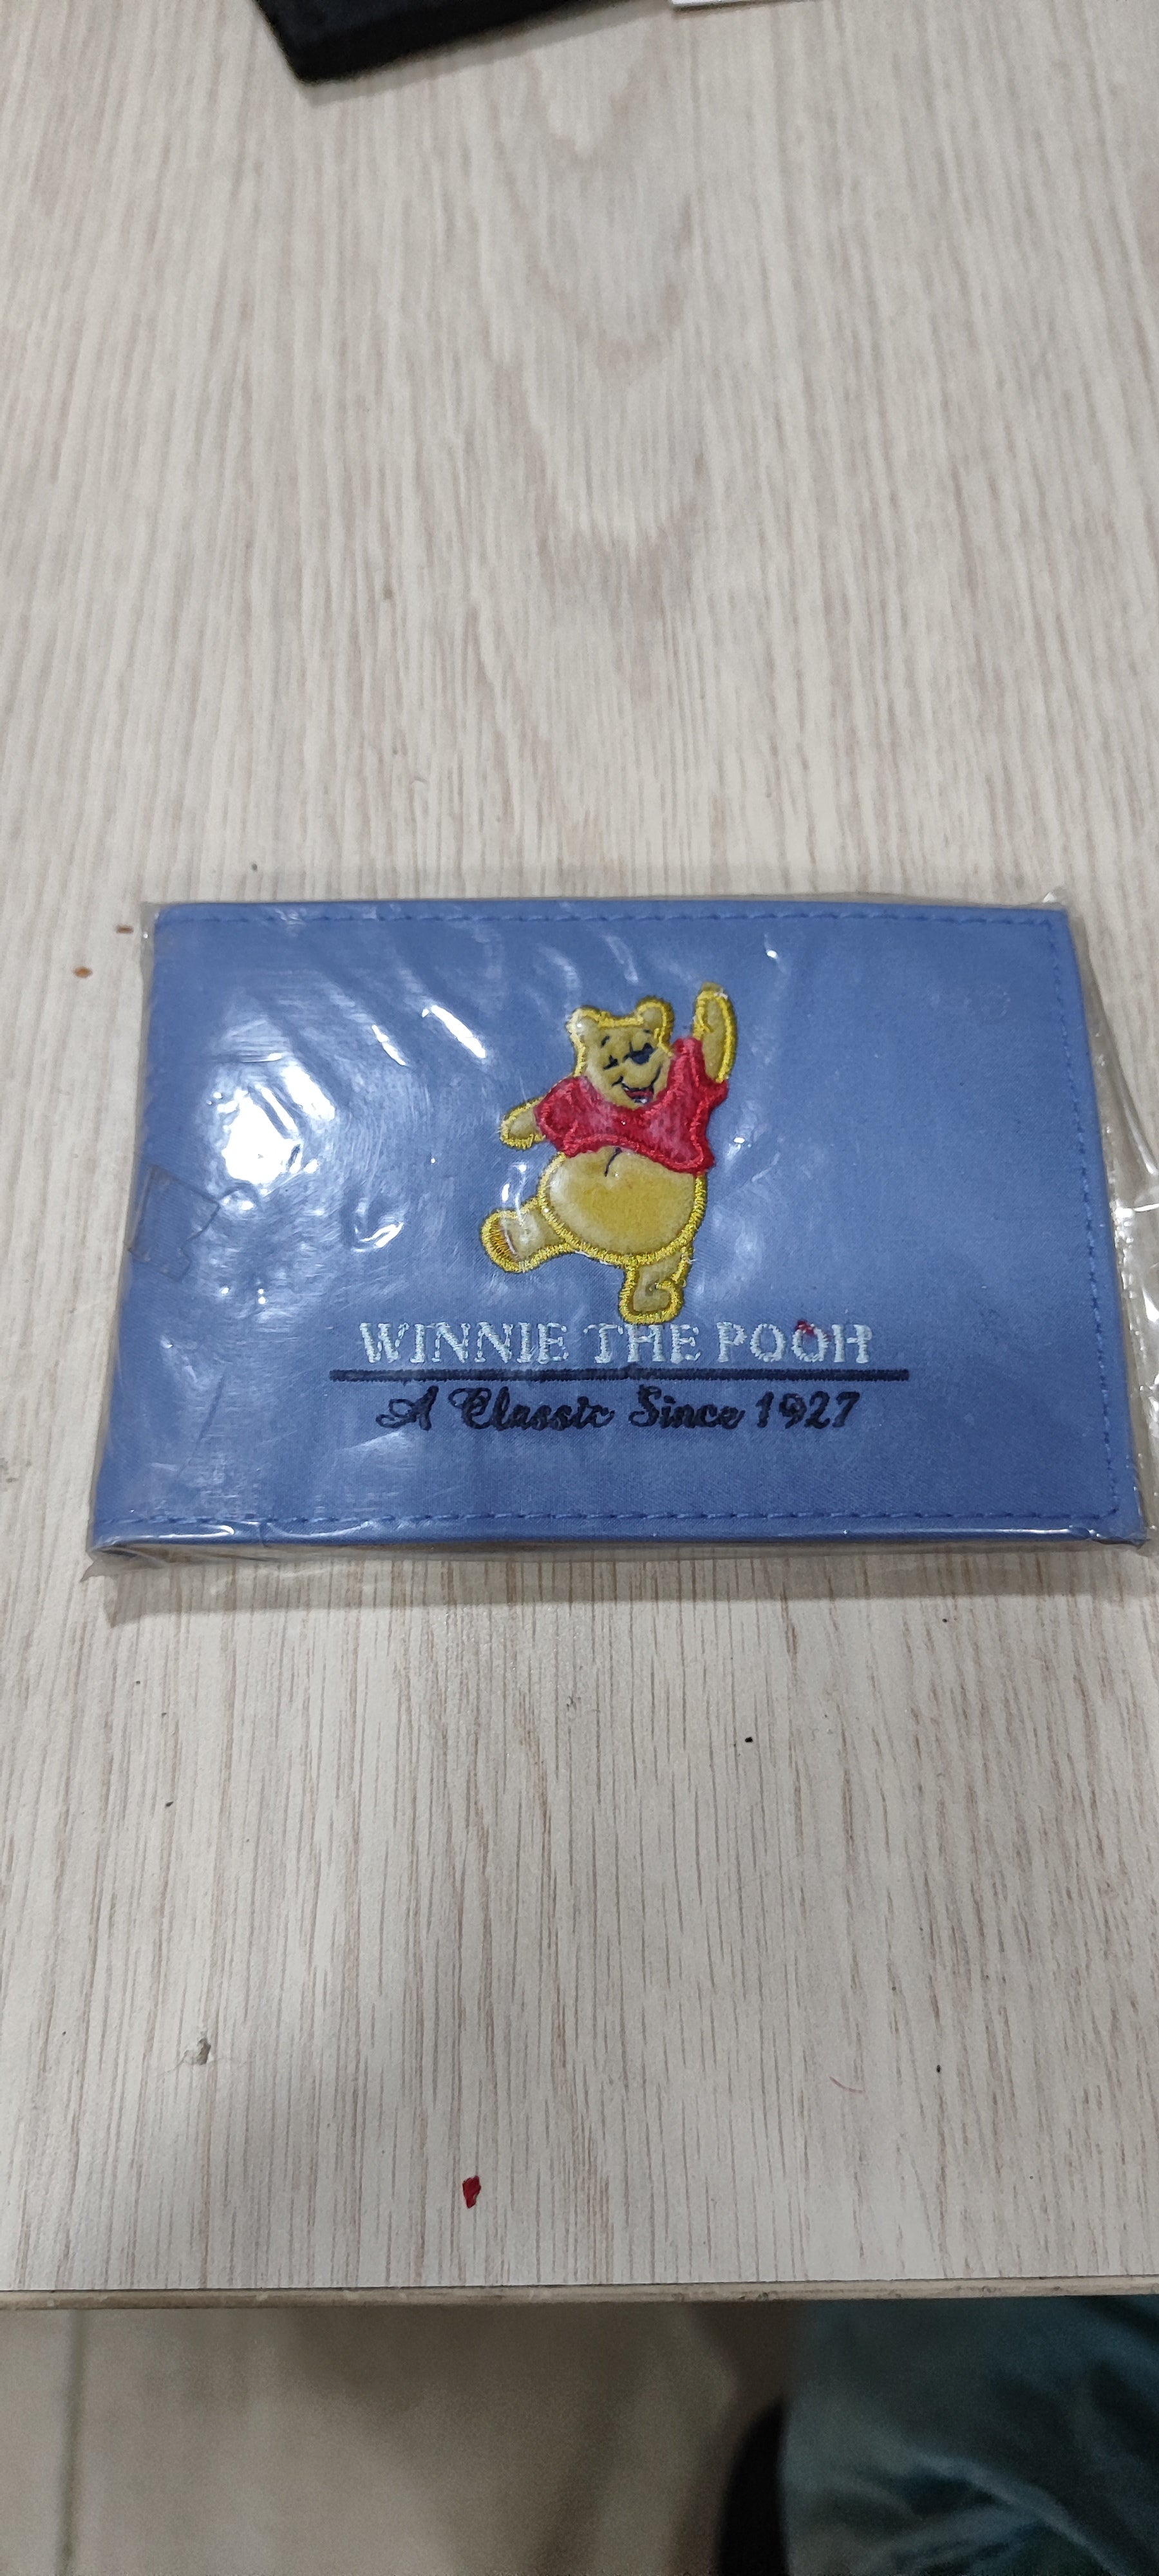 WINNIE THE POOH
A Classic Since 1927